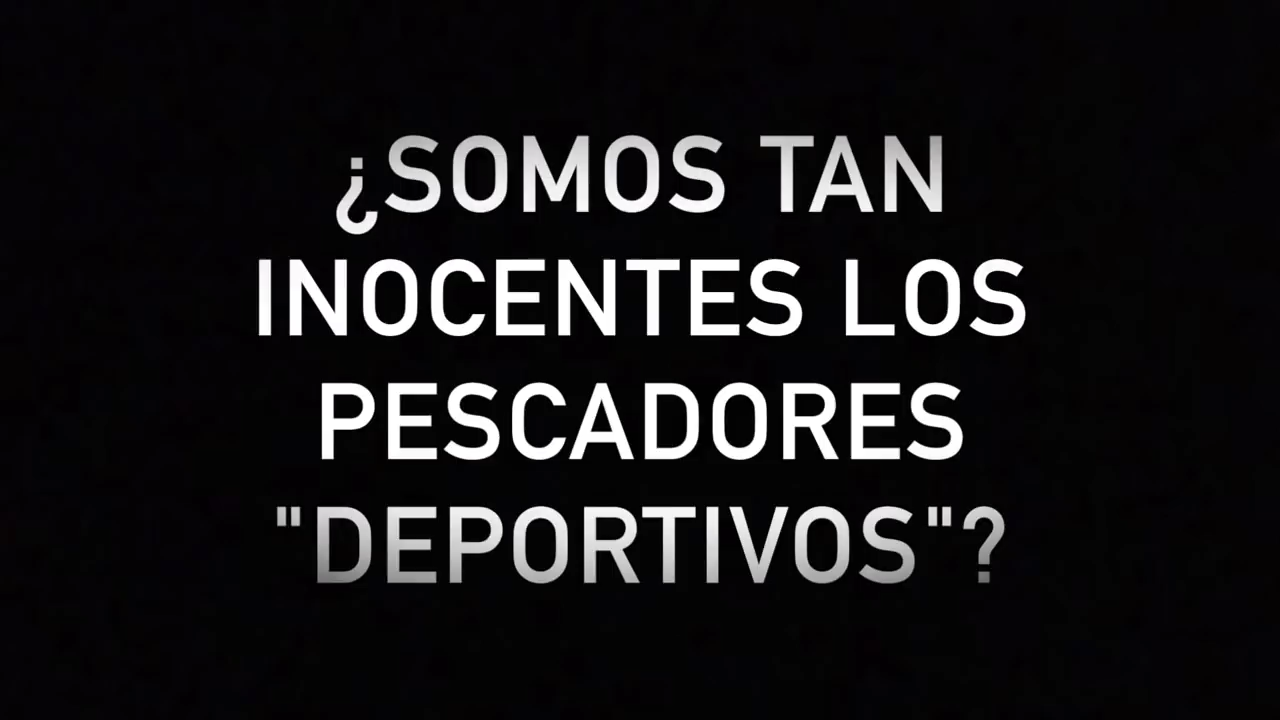 ¿SOMOS TAN
INOCENTES LOS
PESCADORES
"DEPORTIVOS"?